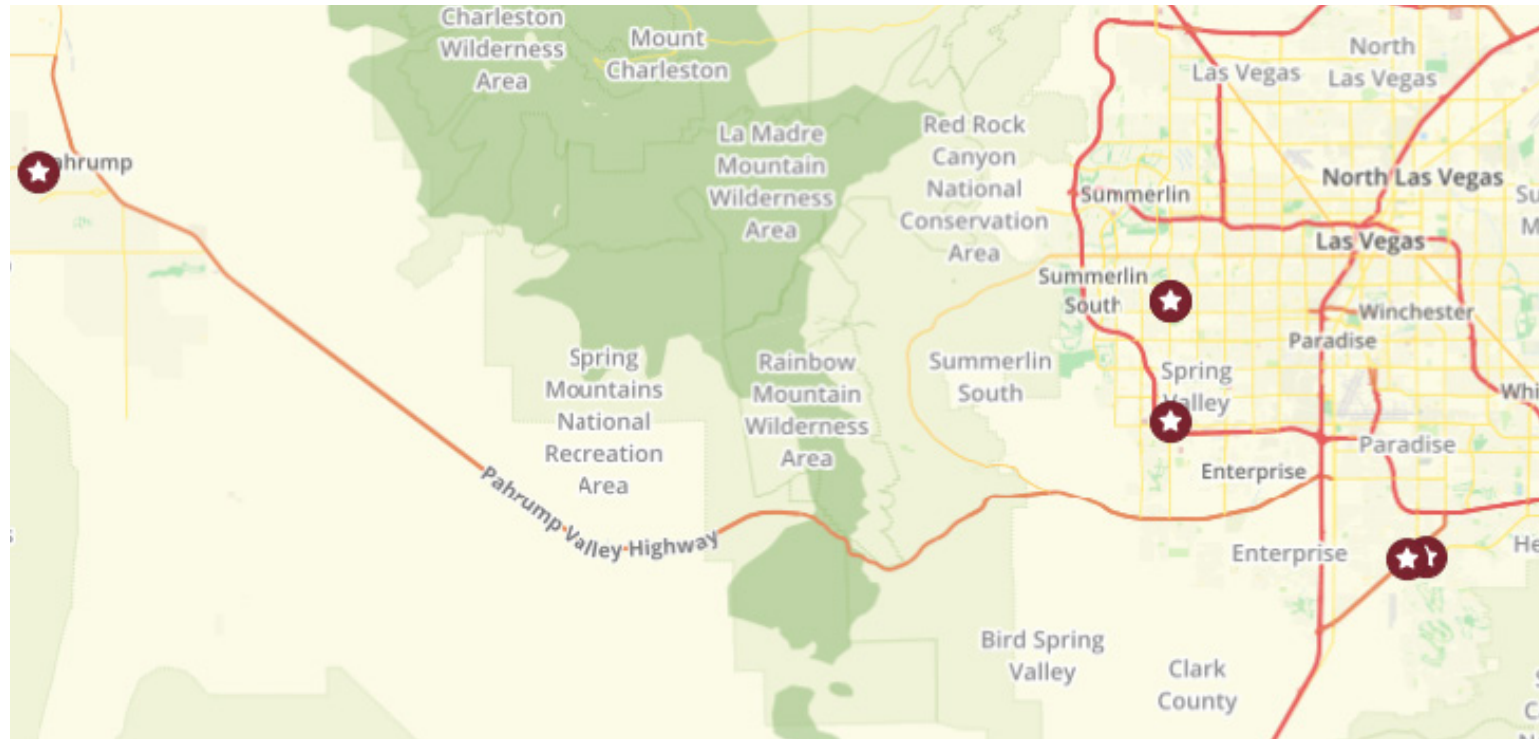 Charleston
Wilderness
Area
Mount
Charleston
North
Las Vegas
Las Vegas
La Madre
Mountain
Wilderness
Area
Red Rock
Canyon
National
Conservation
Area
ahrump
Summerlin
North Las Vegas
Las Vegas
Summerlin
South
Winchester
Paradise
Spring
Mountains
National
Recreation
Area
Rainbow
Mountain
Wilderness
Area
Summerlin
South
Spring
Valley
Paradise
Enterprise
Pahrump Valley Highway
Enterprise
Bird Spring
Valley
Clark
County